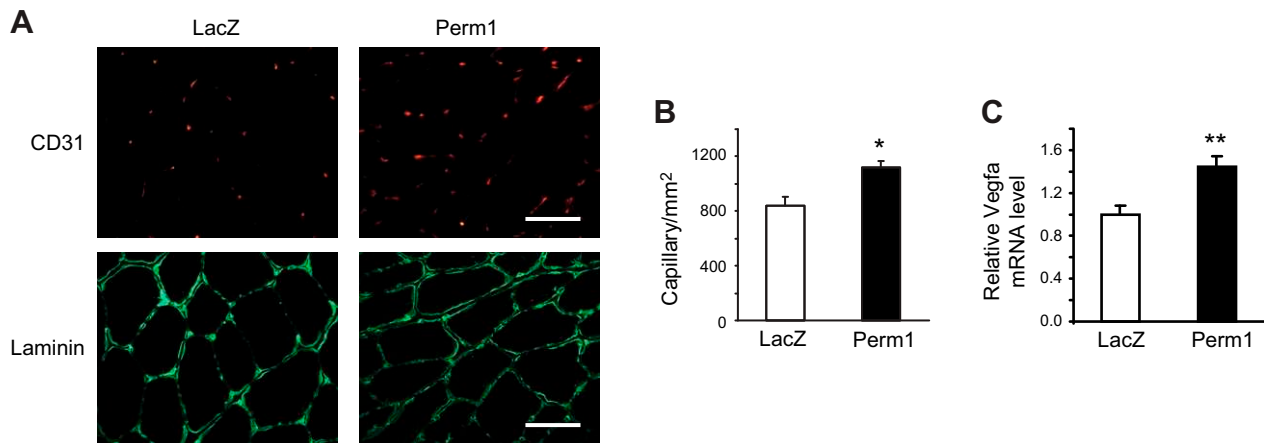 A
LacZ
Perm1
CD31
Laminin
B
Capillary/mm²
1200
800
400
0
*
LacZ
Perm1
C
Relative Vegfa
mRNA level
1.6
1.2
0.8
0.4
0.0
**
LacZ
Perm1